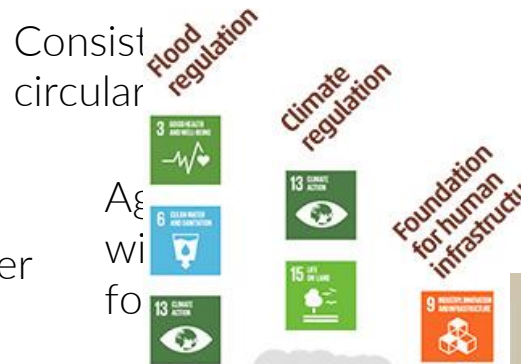 Consist
circular
Flood
regulation
Climate
regulation
Foundation
for human
infrastructu
3 GOOD HEALTH
AND WELL-BEING
13 CLIMATE
ACTION
6 CLEAN WATER
AND SANITATION
Ag
wi
er
fo
15 LIFE
ON LAND
13 CLIMATE
ACTION
9 INDUSTRY, INNOVATION
AND INFRASTRUCTURE